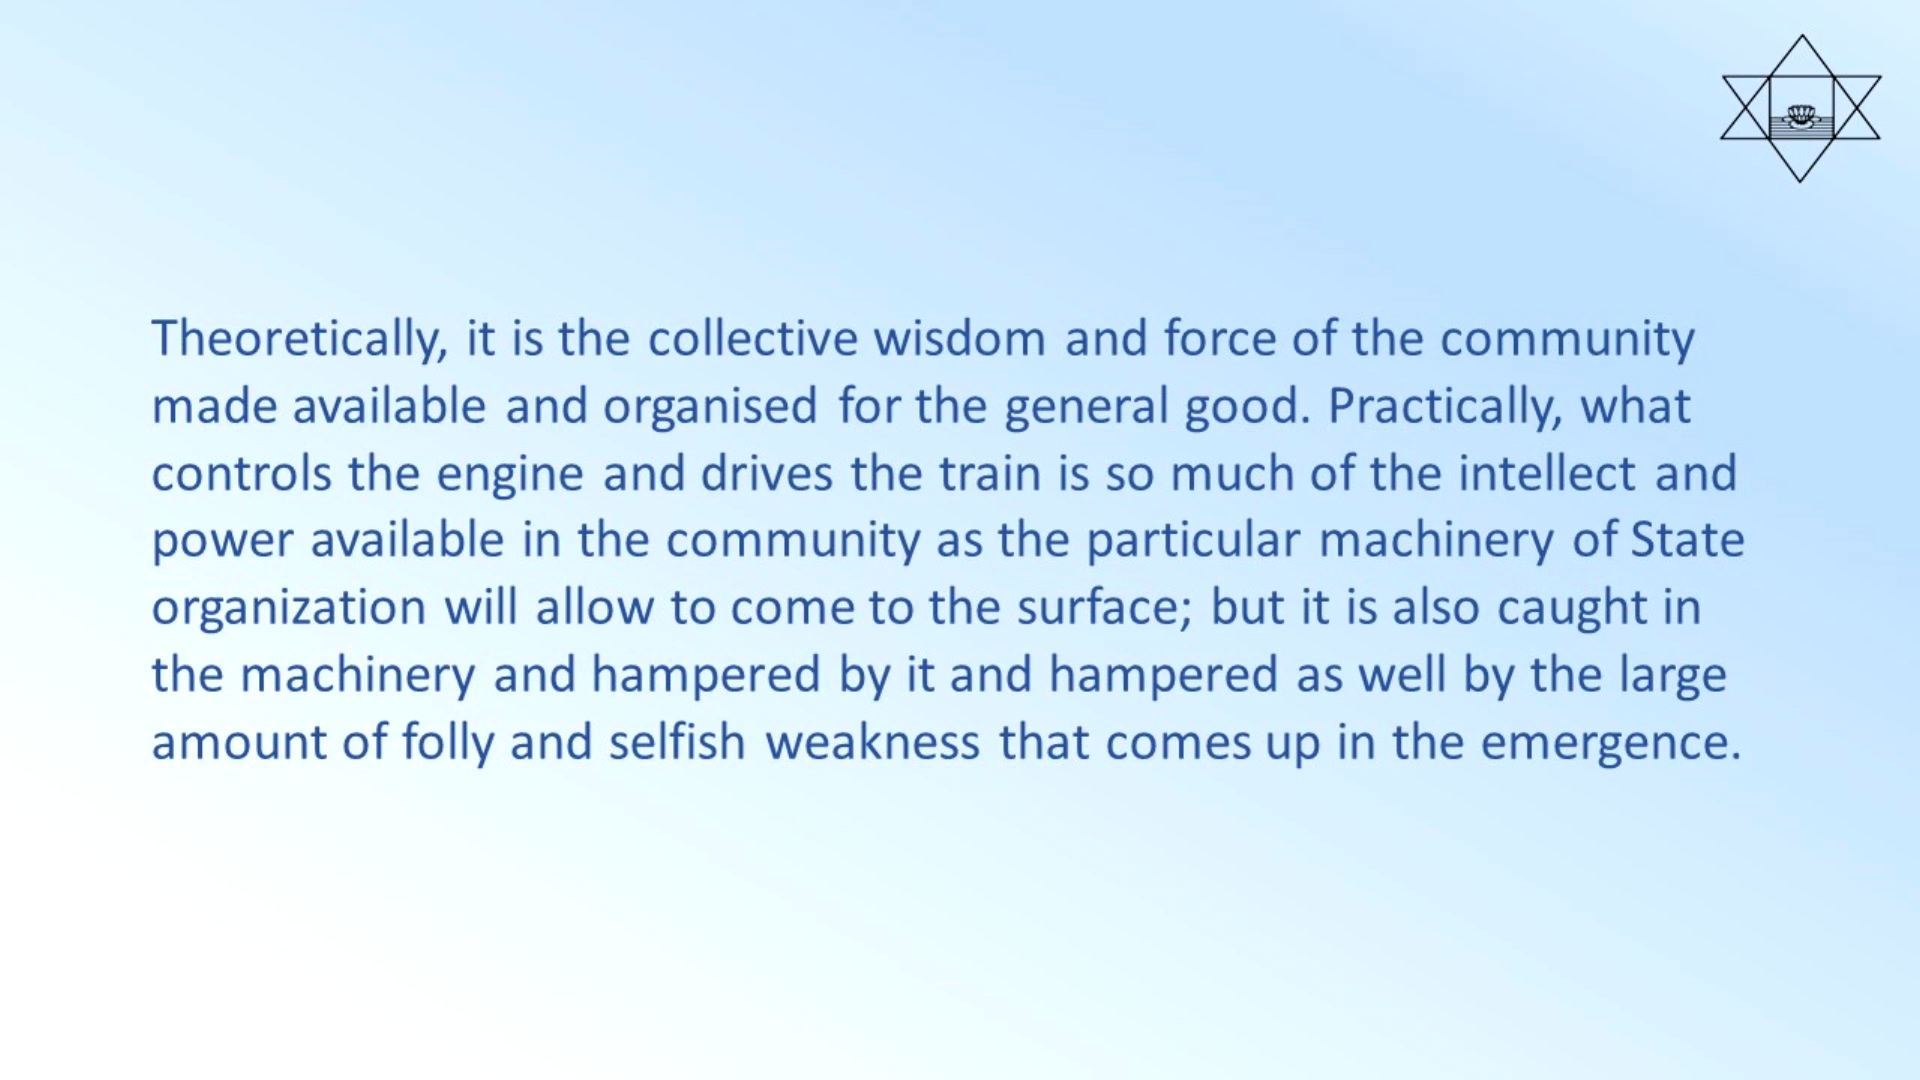 Theoretically, it is the collective wisdom and force of the community
made available and organised for the general good. Practically, what
controls the engine and drives the train is so much of the intellect and
power available in the community as the particular machinery of State
organization will allow to come to the surface; but it is also caught in
the machinery and hampered by it and hampered as well by the large
amount of folly and selfish weakness that comes up in the emergence.